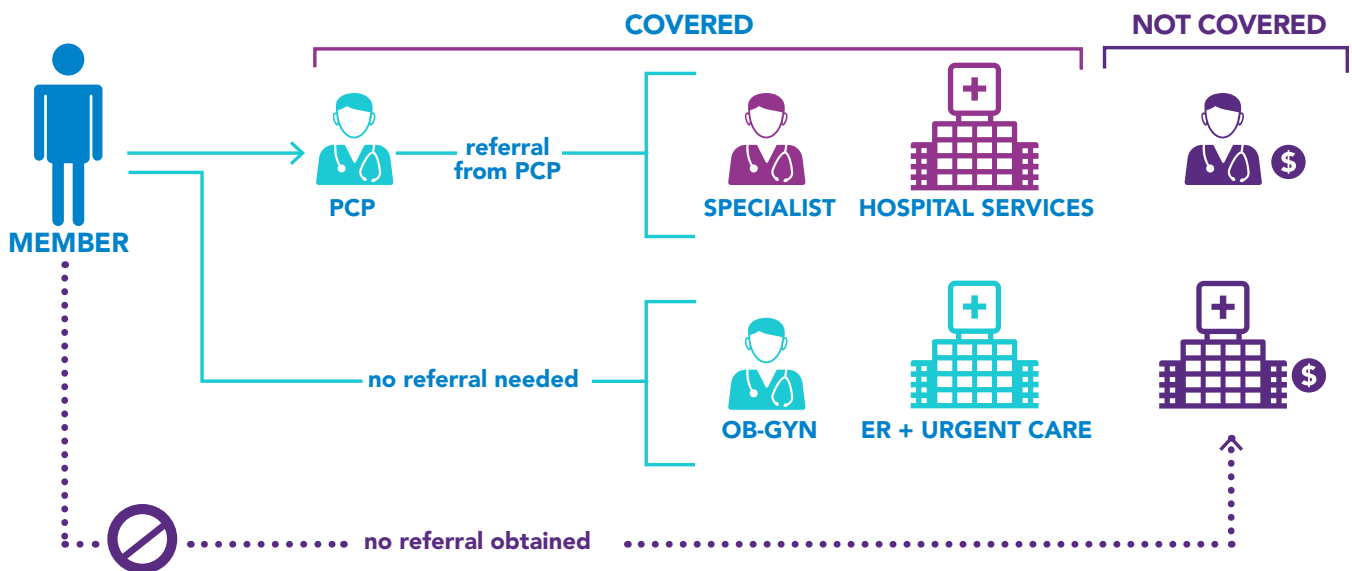 COVERED
NOT COVERED
referral
from PCP
$
PCP
SPECIALIST
HOSPITAL SERVICES
MEMBER
$
no referral needed
OB-GYN
ER + URGENT CARE
no referral obtained